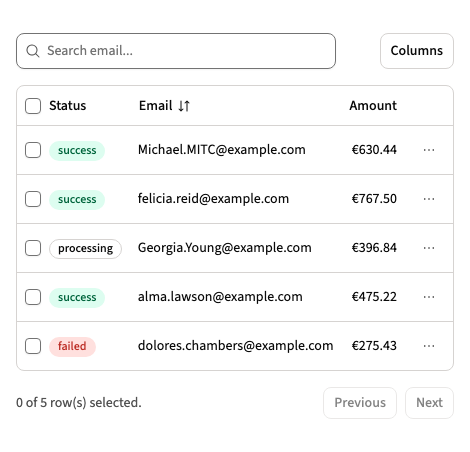 Search email...
Columns
Status Email Amount
success Michael.MITC@example.com €630.44 ...
success felicia.reid@example.com €767.50 ...
processing Georgia.Young@example.com €396.84 ...
success alma.lawson@example.com €475.22 ...
failed dolores.chambers@example.com €275.43 ...
0 of 5 row(s) selected.
Previous Next